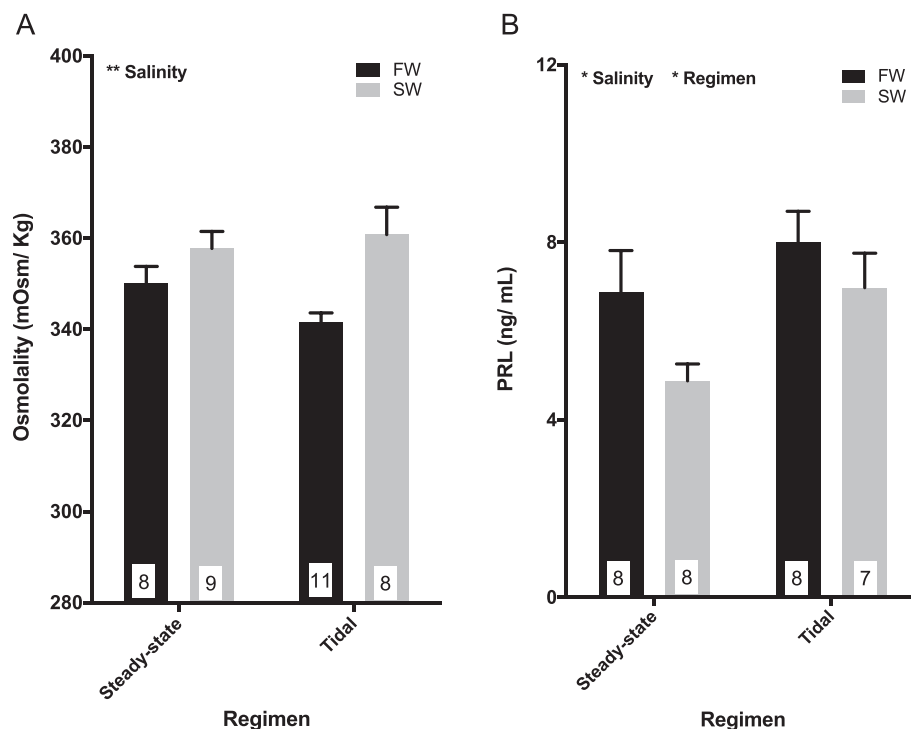 A
** Salinity
FW
SW
400
380
360
340
320
300
280
Osmolality (mOsm/ Kg)
8
9
11
8
Steady-state
Tidal
Regimen
B
* Salinity * Regimen
FW
SW
12
8
4
0
PRL (ng/ mL)
8
8
8
7
Steady-state
Tidal
Regimen